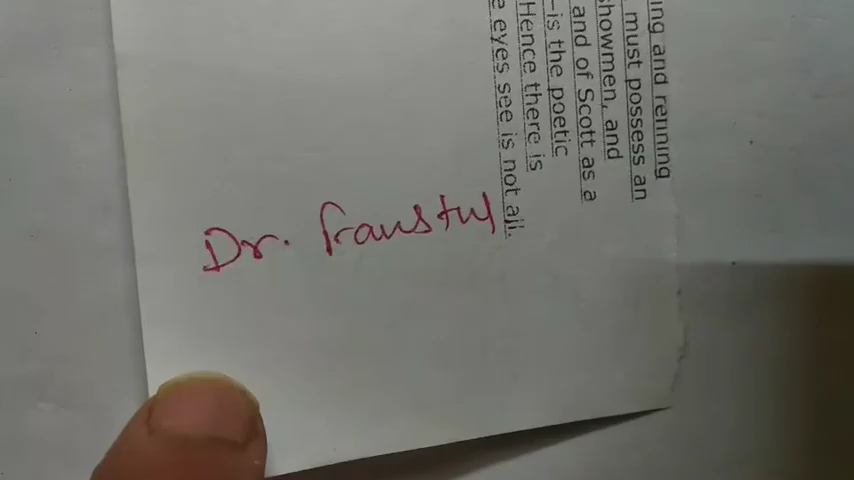 ing and refining
must possess an
howmen, and
and of Scott as a
-is the poetic
Hence there is
e eyes see is not all.
Dr. Faustus